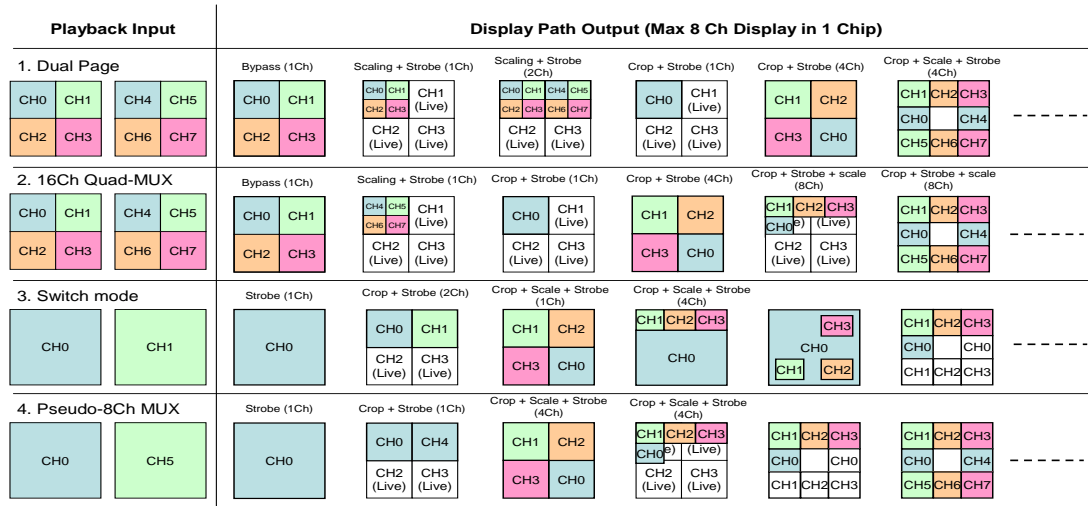 Playback Input
Display Path Output (Max 8 Ch Display in 1 Chip)
1. Dual Page
CH0 CH1 CH4 CH5
CH2 CH3 CH6 CH7
Bypass (1Ch)
CH0 CH1
CH2 CH3
Scaling + Strobe (1Ch)
CH0 CH1 CH1
CH2 CH3 (Live)
CH2 CH3
(Live) (Live)
Scaling + Strobe
(2Ch)
CH0 CH1 CH4 CH5
CH2 CH3 CH6 CH7
CH2 CH3
(Live) (Live)
Crop + Strobe (1Ch)
CH0 CH1
(Live)
CH2 CH3
(Live) (Live)
Crop + Strobe (4Ch)
CH1 CH2
CH3 CH0
Crop + Scale + Strobe
(4Ch)
CH1 CH2 CH3
CH0 CH4
CH5 CH6 CH7
2. 16Ch Quad-MUX
CH0 CH1 CH4 CH5
CH2 CH3 CH6 CH7
Bypass (1Ch)
CH0 CH1
CH2 CH3
Scaling + Strobe (1Ch)
CH4 CH5 CH1
CH6 CH7 (Live)
CH2 CH3
(Live) (Live)
Crop + Strobe (1Ch)
CH0 CH1
(Live)
CH2 CH3
(Live) (Live)
Crop + Strobe (4Ch)
CH1 CH2
CH3 CH0
Crop + Strobe + scale
(8Ch)
CH1 CH2 CH3
CH0 e) (Live)
CH2 CH3
(Live) (Live)
Crop + Strobe + scale
(8Ch)
CH1 CH2 CH3
CH0 CH4
CH5 CH6 CH7
3. Switch mode
CH0 CH1
Strobe (1Ch)
CH0
Crop + Strobe (2Ch)
CH0 CH1
CH2 CH3
(Live) (Live)
Crop + Scale + Strobe
(1Ch)
CH1 CH2
CH3 CH0
Crop + Scale + Strobe
(4Ch)
CH1 CH2 CH3
CH0
CH3
CH0
CH1 CH2
CH1 CH2 CH3
CH0 CH0
CH1 CH2 CH3
4. Pseudo-8Ch MUX
CH0 CH5
Strobe (1Ch)
CH0
Crop + Strobe (1Ch)
CH0 CH4
CH2 CH3
(Live) (Live)
Crop + Scale + Strobe
(4Ch)
CH1 CH2
CH3 CH0
Crop + Scale + Strobe
(4Ch)
CH1 CH2 CH3
CH0 e) (Live)
CH2 CH3
(Live) (Live)
CH1 CH2 CH3
CH0 CH0
CH1 CH2 CH3
CH1 CH2 CH3
CH0 CH4
CH5 CH6 CH7